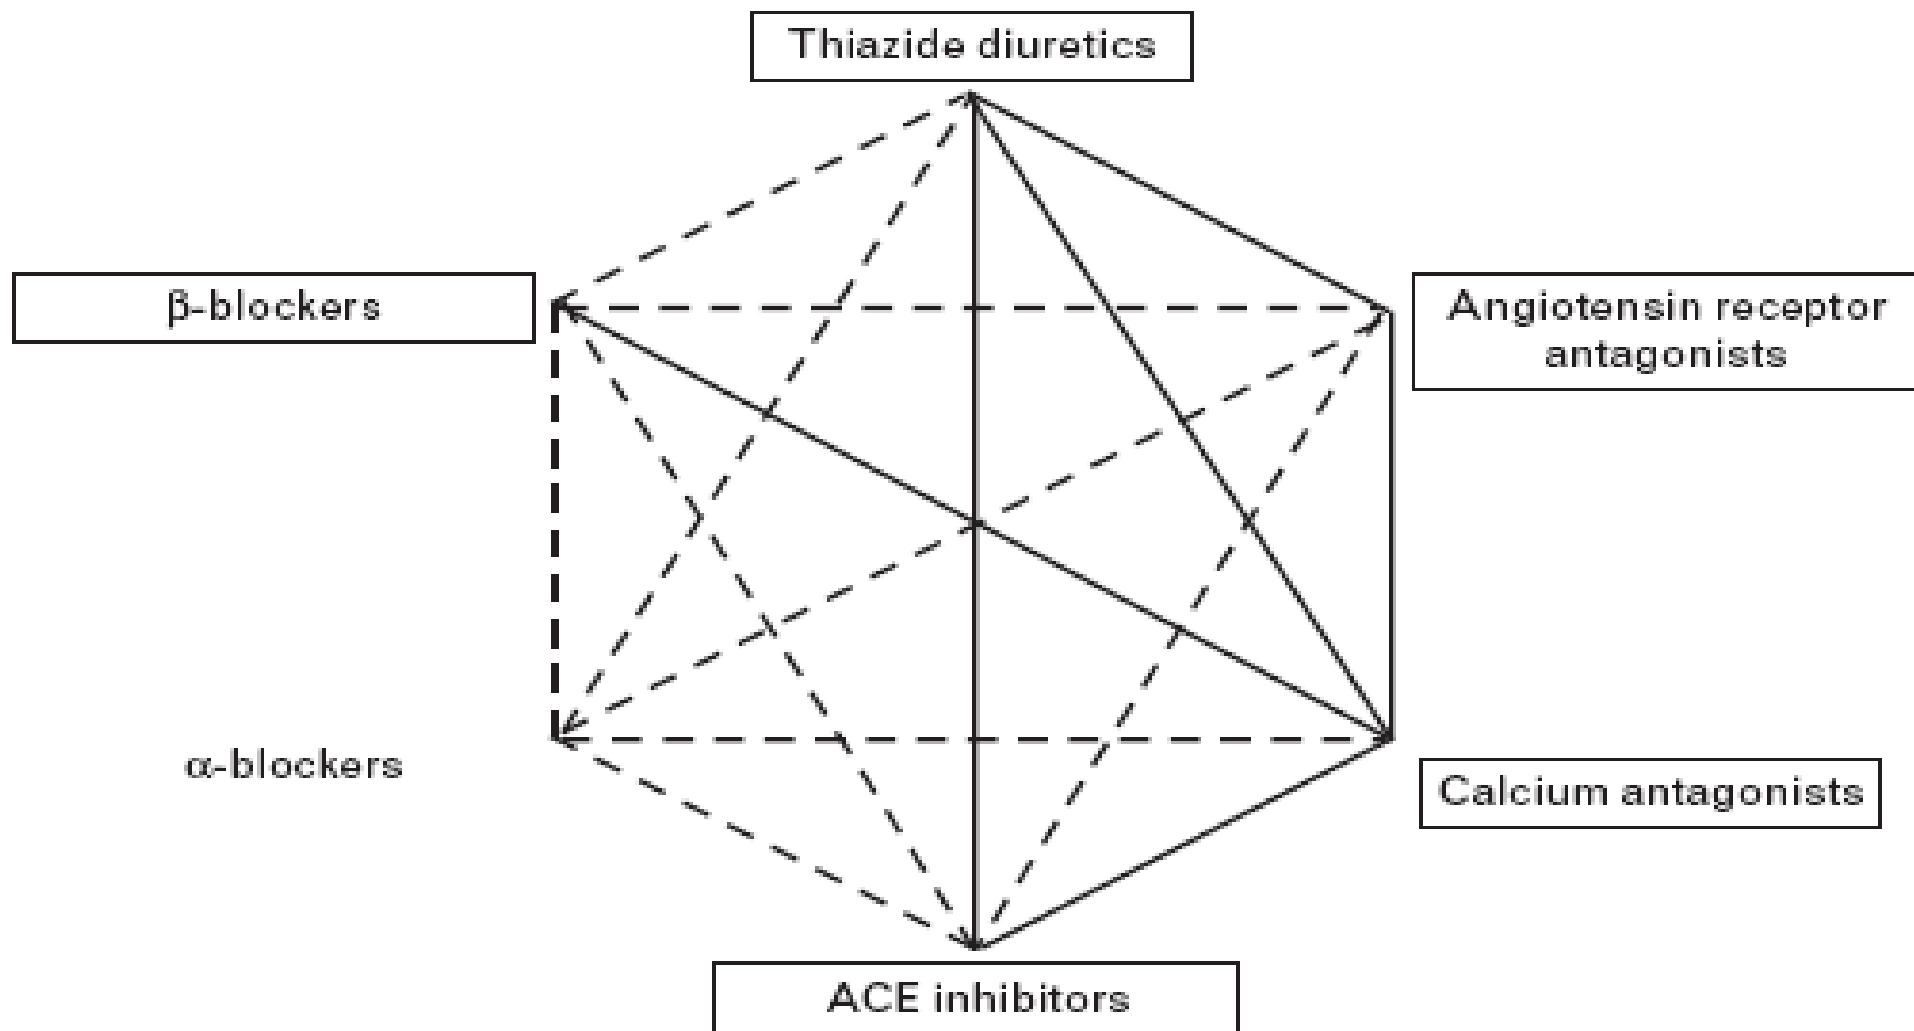 Thiazide diuretics
β-blockers
Angiotensin receptor
antagonists
α-blockers
Calcium antagonists
ACE inhibitors